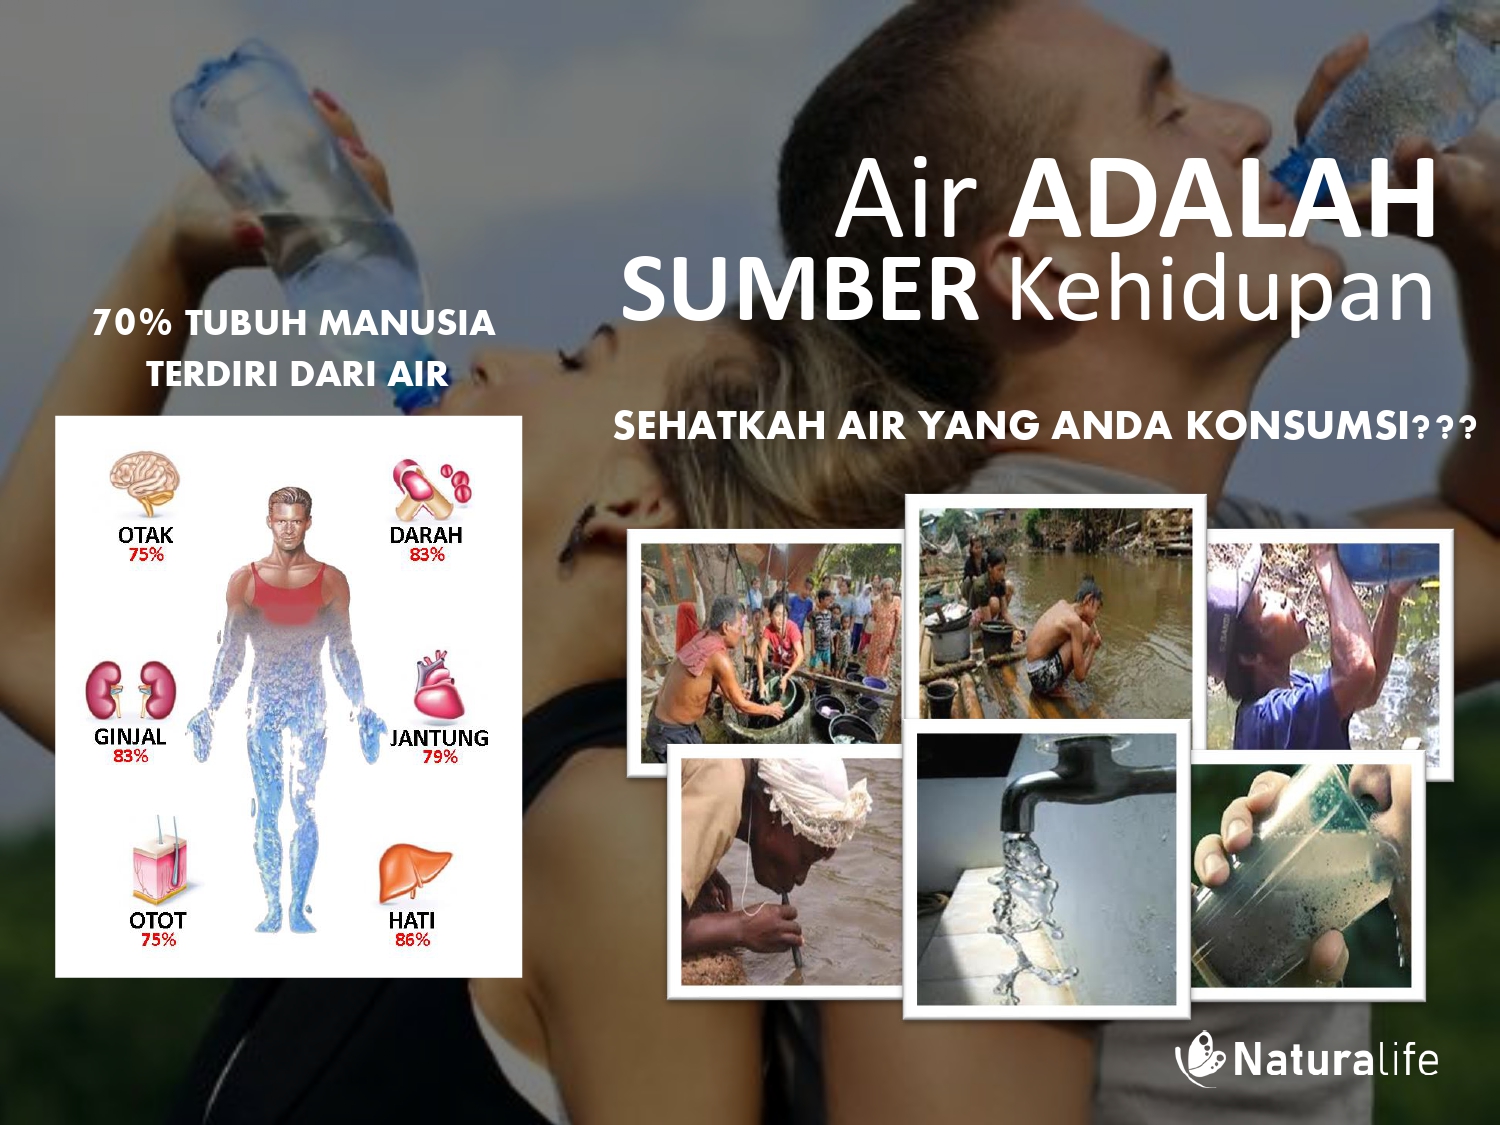 Air ADALAH
SUMBER Kehidupan
70% TUBUH MANUSIA
TERDIRI DARI AIR
SEHATKAH AIR YANG ANDA KONSUMSI???
OTAK
75%
DARAH
83%
GINJAL
83%
JANTUNG
79%
OTOT
75%
HATI
86%
Naturalife